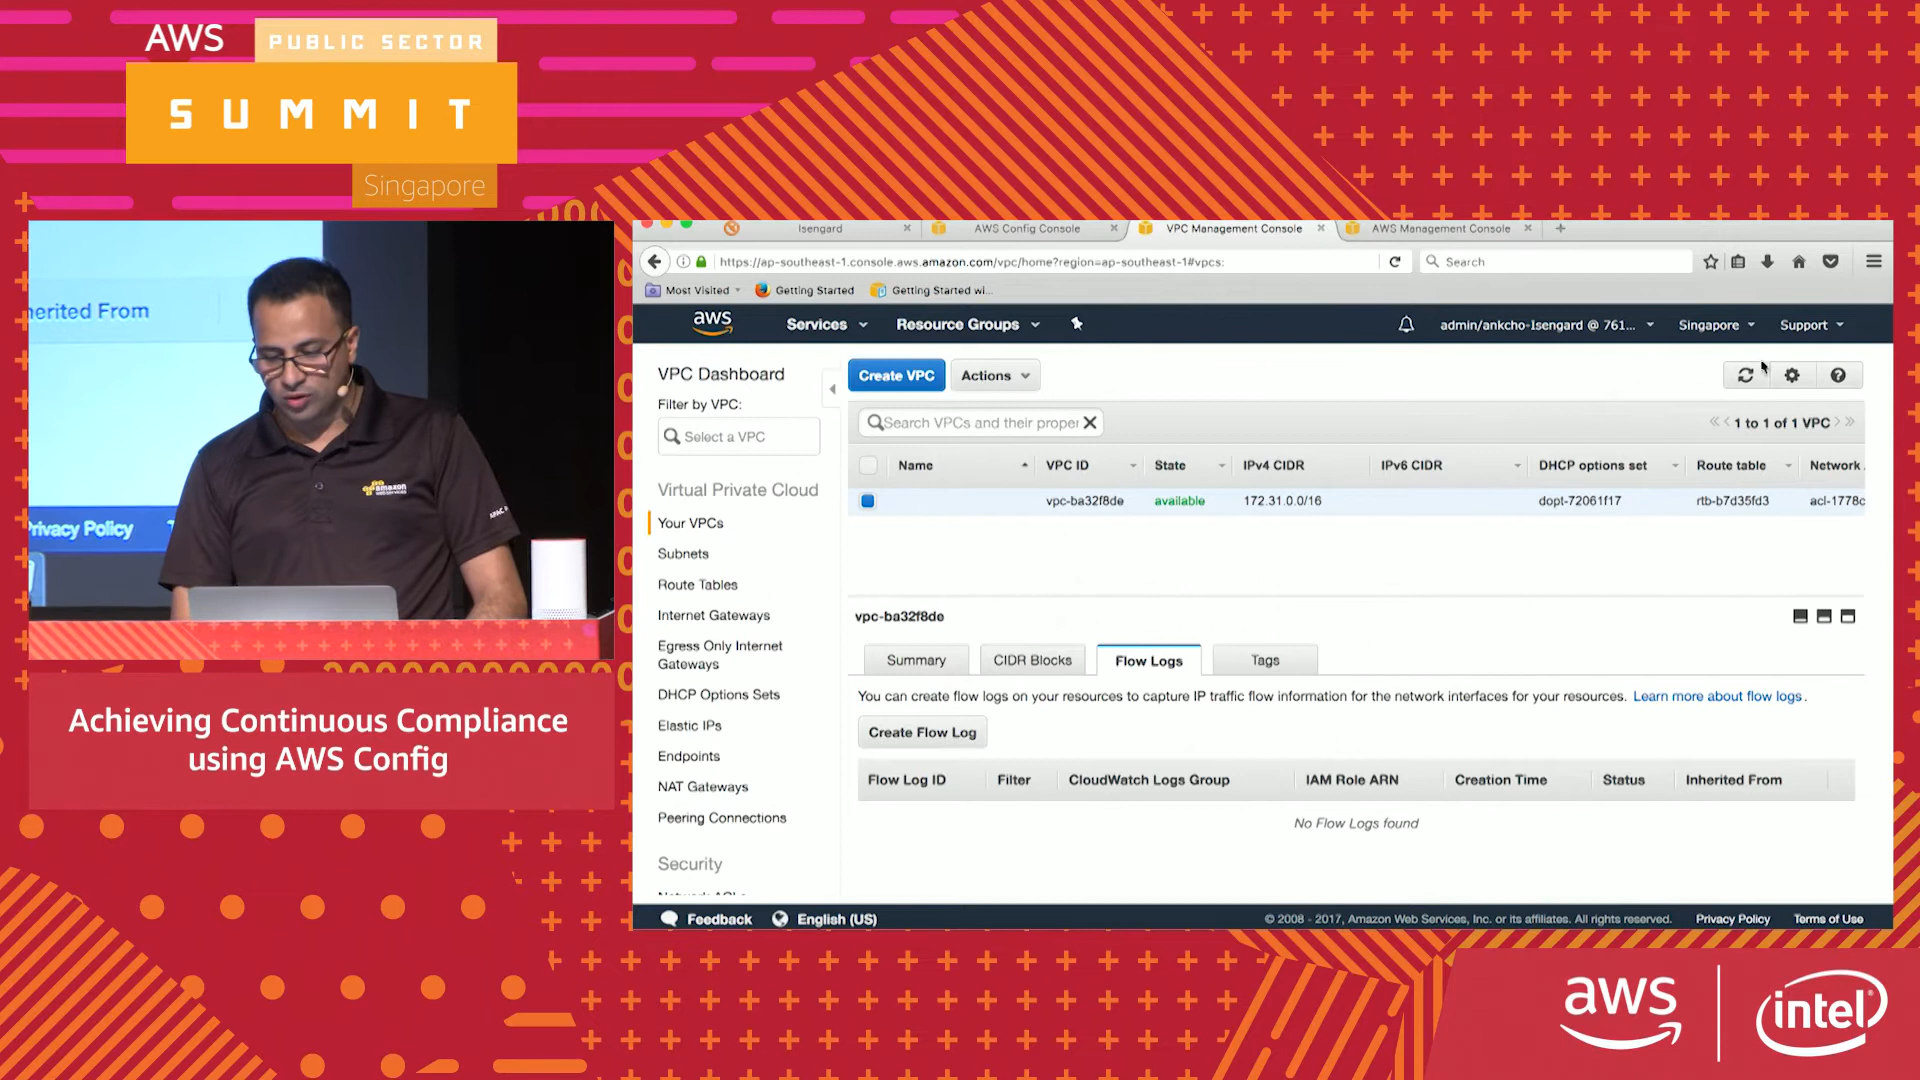 AWS
PUBLIC SECTOR
SUMMIT
Singapore
herited From
Privacy Policy
amazon
web services
APAC
Achieving Continuous Compliance
using AWS Config
Isengard
AWS Config Console
VPC Management Console
AWS Management Console
https://ap-southeast-1.console.aws.amazon.com/vpc/home?region=ap-southeast-1#vpcs:
Search
Most Visited
Getting Started
Getting Started wi...
aws
Services
Resource Groups
admin/ankcho-Isengard @ 761...
Singapore
Support
VPC Dashboard
Filter by VPC:
Select a VPC
Virtual Private Cloud
Your VPCs
Subnets
Route Tables
Internet Gateways
Egress Only Internet
Gateways
DHCP Options Sets
Elastic IPs
Endpoints
NAT Gateways
Peering Connections
Security
Create VPC
Actions
Search VPCs and their proper
1 to 1 of 1 VPC
Name VPC ID State IPv4 CIDR IPv6 CIDR DHCP options set Route table Network
vpc-ba32f8de available 172.31.0.0/16 dopt-72061f17 rtb-b7d35fd3 acl-1778c
vpc-ba32f8de
Summary
CIDR Blocks
Flow Logs
Tags
You can create flow logs on your resources to capture IP traffic flow information for the network interfaces for your resources. Learn more about flow logs.
Create Flow Log
Flow Log ID Filter CloudWatch Logs Group IAM Role ARN Creation Time Status Inherited From
No Flow Logs found
Feedback
English (US)
© 2008 - 2017, Amazon Web Services, Inc. or its affiliates. All rights reserved.
Privacy Policy
Terms of Use
aws
intel